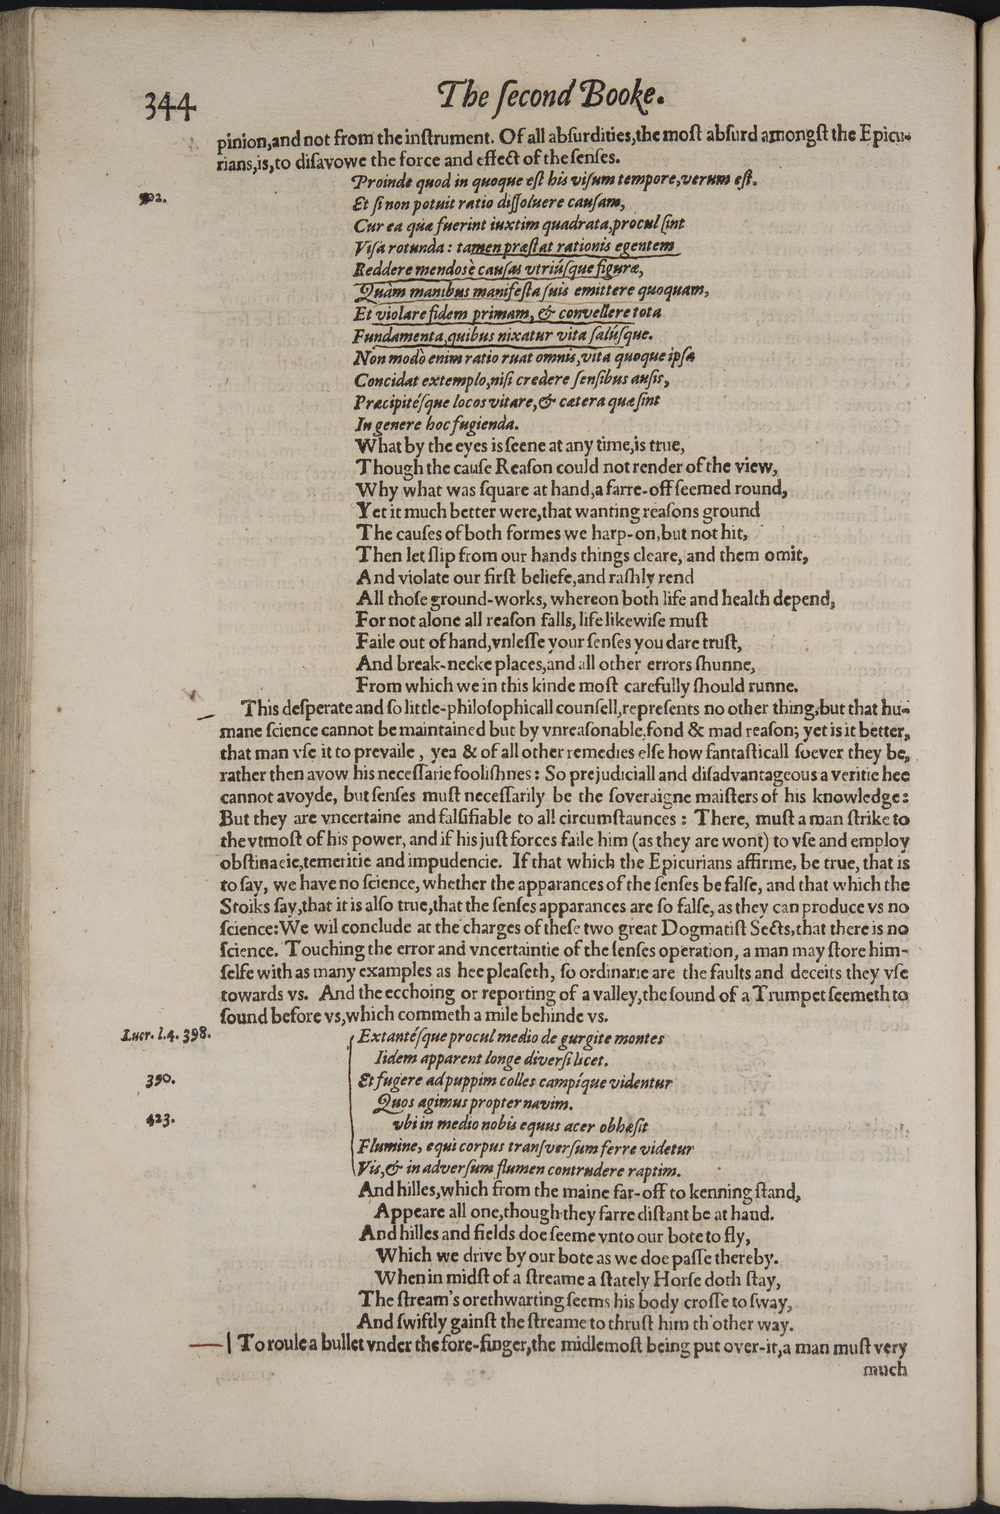 344
The ſecond Booke.
pinion,and not from the inſtrument. Of all abſurdities,the moſt abſurd amongſt the Epicu-
rians,is,to diſavowe the force and effect of the ſenſes.
Proinde quod in quoque eſt his viſum tempore,verum eſt.
502.
Et ſi non potuit ratio diſſoluere cauſam,
Cur ea quæ fuerint iuxtim quadrata,procul ſint
Viſa rotunda : tamen præſtat rationis egentem
Reddere mendosè cauſas vtriúſque figuræ,
Quàm manibus manifeſta ſuis emittere quoquam,
Et violare fidem primam, & convellere tota
Fundamenta,quibus nixatur vita ſalúſque.
Non modò enim ratio ruat omnis,vita quoque ipſa
Concidat extemplo,niſi credere ſenſibus auſis,
Præcipitéſque locos vitare,& cætera quæ ſint
In genere hoc fugienda.
What by the eyes is ſeene at any time,is true,
Though the cauſe Reaſon could not render of the view,
Why what was ſquare at hand,a farre-off ſeemed round,
Yet it much better were,that wanting reaſons ground
The cauſes of both formes we harp-on,but not hit,
Then let ſlip from our hands things cleare, and them omit,
And violate our firſt beliefe,and raſhly rend
All thoſe ground-works, whereon both life and health depend,
For not alone all reaſon falls, life likewiſe muſt
Faile out of hand,vnleſſe your ſenſes you dare truſt,
And break-necke places,and all other errors ſhunne,
From which we in this kinde moſt carefully ſhould runne.
This deſperate and ſo little-philoſophicall counſell,repreſents no other thing,but that hu-
mane ſcience cannot be maintained but by vnreaſonable,fond & mad reaſon; yet is it better,
that man vſe it to prevaile , yea & of all other remedies elſe how fantaſticall ſoever they be,
rather then avow his neceſſarie fooliſhnes : So prejudiciall and diſadvantageous a veritie hee
cannot avoyde, but ſenſes muſt neceſſarily be the ſoveraigne maiſters of his knowledge:
But they are vncertaine and falſifiable to all circumſtaunces : There, muſt a man ſtrike to
the vtmoſt of his power, and if his juſt forces faile him (as they are wont) to vſe and employ
obſtinacie,temeritie and impudencie. If that which the Epicurians affirme, be true, that is
to ſay, we have no ſcience, whether the apparances of the ſenſes be falſe, and that which the
Stoiks ſay,that it is alſo true,that the ſenſes apparances are ſo falſe, as they can produce vs no
ſcience:We wil conclude at the charges of theſe two great Dogmatiſt Sects,that there is no
ſcience. Touching the error and vncertaintie of the ſenſes operation, a man may ſtore him-
ſelfe with as many examples as hee pleaſeth, ſo ordinarie are the faults and deceits they vſe
towards vs. And the ecchoing or reporting of a valley,the ſound of a Trumpet ſeemeth to
ſound before vs,which commeth a mile behinde vs.
Lucr. l.4. 398.
Extantéſque procul medio de gurgite montes
Iidem apparent longe diverſi licet.
390.
Et fugere ad puppim colles campíque videntur
Quos agimus propter navim.
423.
vbi in medio nobis equus acer obhæſit
Flumine, equi corpus tranſverſum ferre videtur
Vis,& in adverſum flumen contrudere raptim.
And hilles,which from the maine far-off to kenning ſtand,
Appeare all one,though they farre diſtant be at hand.
And hilles and fields doe ſeeme vnto our bote to fly,
Which we drive by our bote as we doe paſſe thereby.
When in midſt of a ſtreame a ſtately Horſe doth ſtay,
The ſtream's orethwarting ſeems his body croſſe to ſway,
And ſwiftly gainſt the ſtreame to thruſt him th'other way.
To roule a bullet vnder the fore-finger,the midlemoſt being put over-it,a man muſt very
much